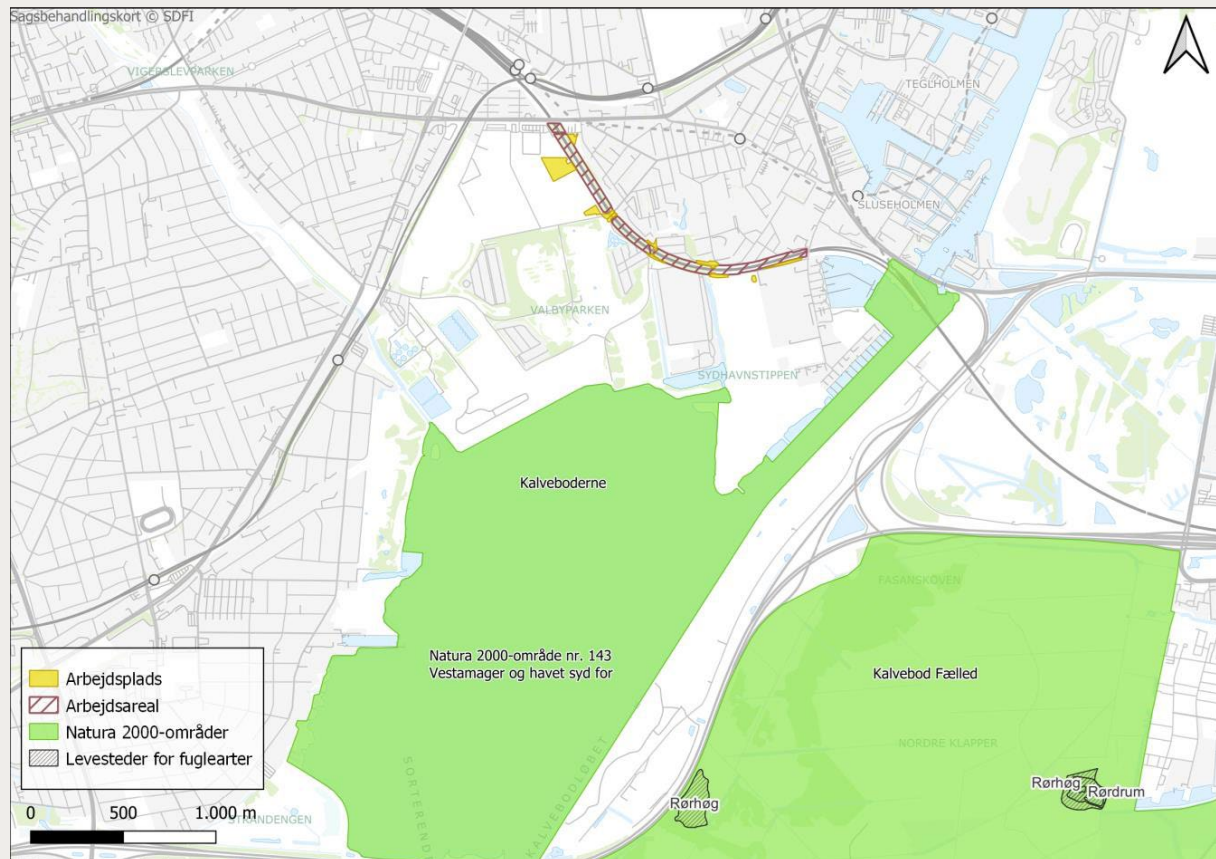 Sagsbehandlingskort © SDFI
VIGERSLEVPARKEN
TEGLHOLMEN
SLUSEHOLMEN
VALBYPARKEN
SYDHAVNSTIPPEN
Kalveboderne
FASANSKOVEN
Natura 2000-område nr. 143
Vestamager og havet syd for
Kalvebod Fælled
NORDRE KLAPPER
KALVEBODLØBET
Rørhøg
Rørhøg
Rørdrum
STRANDENGEN
Arbejdsplads
Arbejdsareal
Natura 2000-områder
Levesteder for fuglearter
0 500 1.000 m